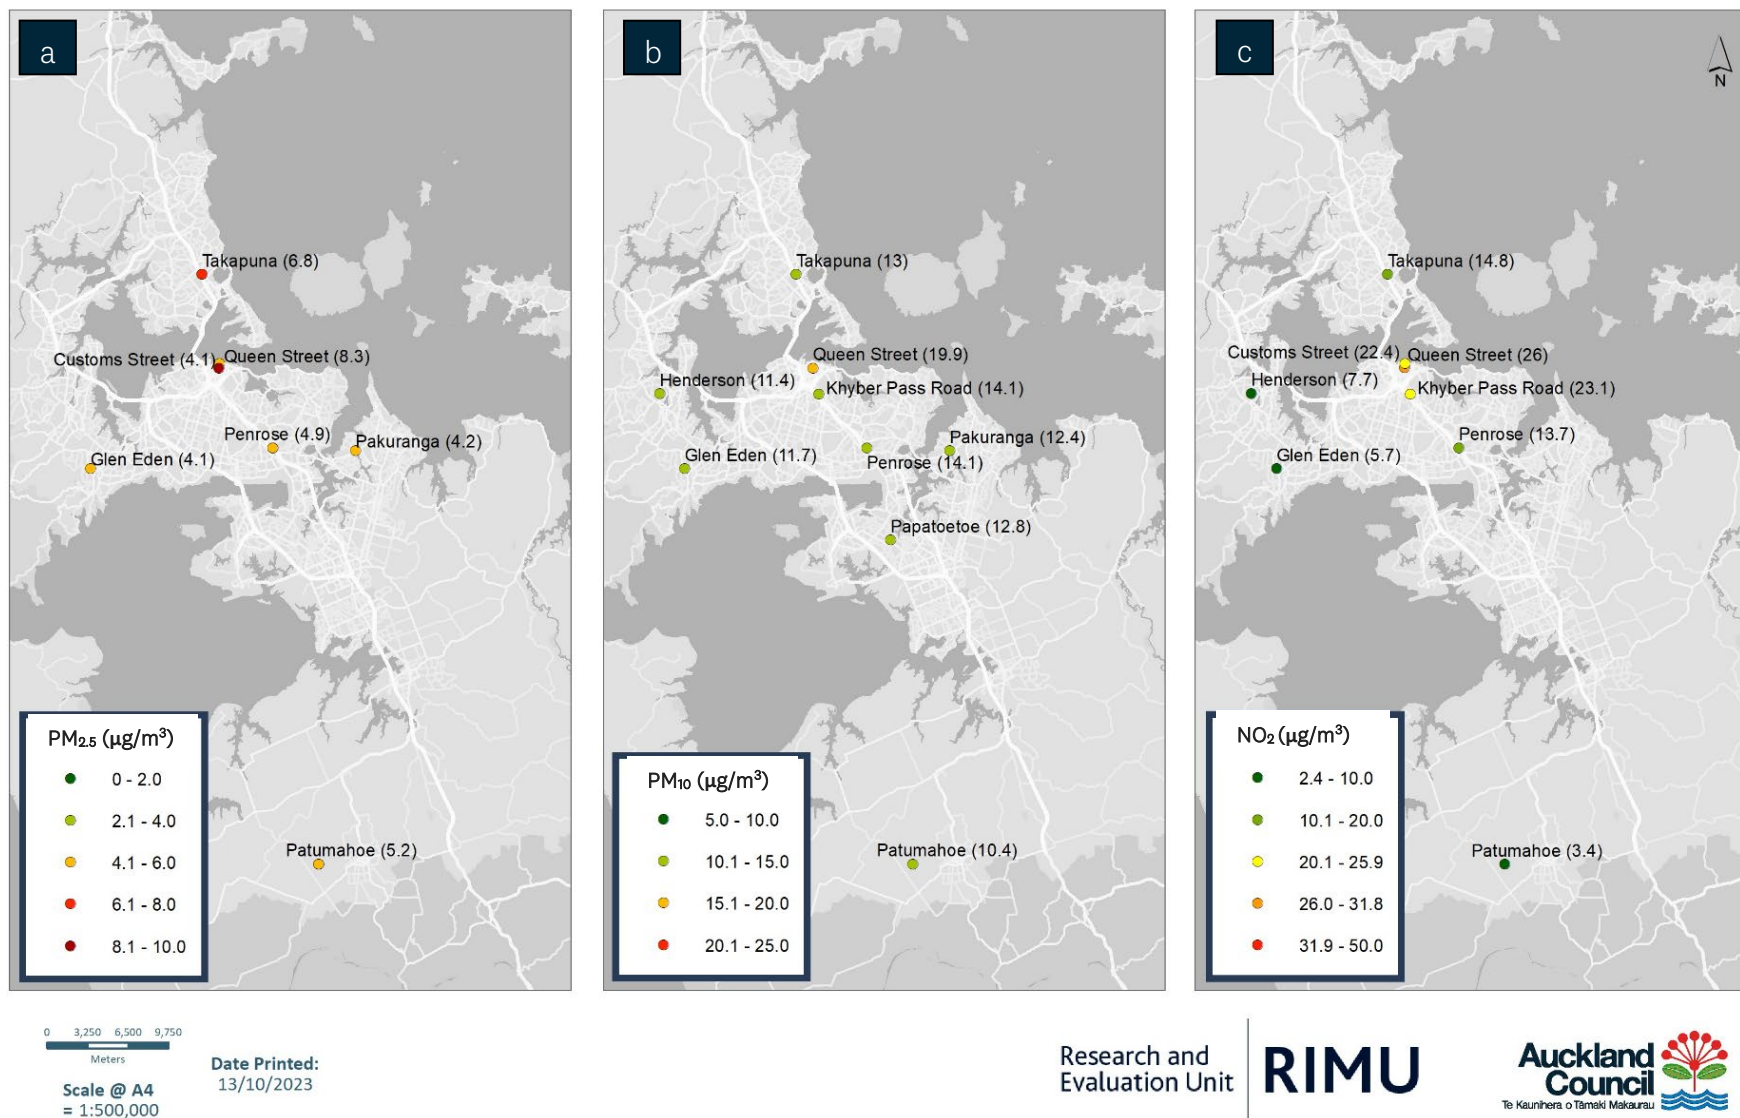 a
Takapuna (6.8)
Customs Street (4.1)
Queen Street (8.3)
Penrose (4.9)
Pakuranga (4.2)
Glen Eden (4.1)
Patumahoe (5.2)
PM2.5 (µg/m³)
0 - 2.0
2.1 - 4.0
4.1 - 6.0
6.1 - 8.0
8.1 - 10.0
b
Takapuna (13)
Queen Street (19.9)
Henderson (11.4)
Khyber Pass Road (14.1)
Pakuranga (12.4)
Glen Eden (11.7)
Penrose (14.1)
Papatoetoe (12.8)
Patumahoe (10.4)
PM10 (µg/m³)
5.0 - 10.0
10.1 - 15.0
15.1 - 20.0
20.1 - 25.0
c
N
Takapuna (14.8)
Customs Street (22.4)
Queen Street (26)
Henderson (7.7)
Khyber Pass Road (23.1)
Penrose (13.7)
Glen Eden (5.7)
Patumahoe (3.4)
NO2 (µg/m³)
2.4 - 10.0
10.1 - 20.0
20.1 - 25.9
26.0 - 31.8
31.9 - 50.0
0 3,250 6,500 9,750
Meters
Scale @ A4
= 1:500,000
Date Printed:
13/10/2023
Research and
Evaluation Unit
RIMU
Auckland
Council
Te Kaunihera o Tāmaki Makaurau